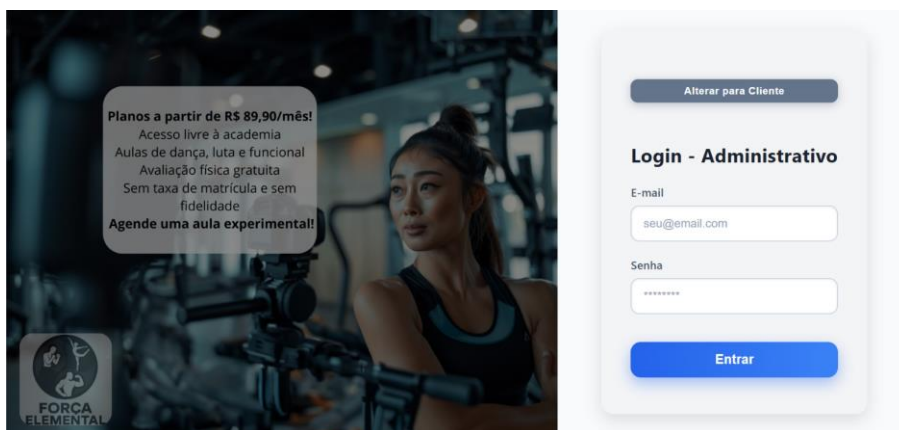 Planos a partir de R$ 89,90/mês!
Acesso livre à academia
Aulas de dança, luta e funcional
Avaliação física gratuita
Sem taxa de matrícula e sem
fidelidade
Agende uma aula experimental!
FORÇA
ELEMENTAL
Alterar para Cliente
Login - Administrativo
E-mail
seu@email.com
Senha
********
Entrar